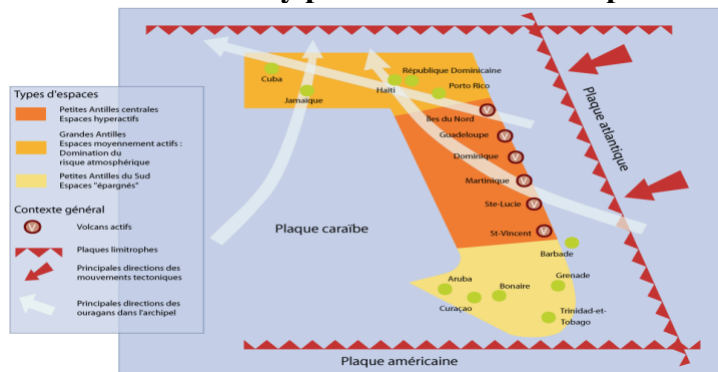 Types d'espaces
Petites Antilles centrales
Espaces hyperactifs
Grandes Antilles
Espaces moyennement actifs :
Domination du
risque atmosphérique
Petites Antilles du Sud
Espaces "épargnés"
Contexte général
V Volcans actifs
Plaques limitrophes
Principales directions des
mouvements tectoniques
Principales directions des
ouragans dans l'archipel
Cuba
Jamaïque
Haïti
République Dominicaine
Porto Rico
Iles du Nord V
Guadeloupe V
Dominique V
Martinique V
Ste-Lucie V
St-Vincent V
Barbade
Grenade
Aruba
Bonaire
Curaçao
Trinidad-et-
Tobago
Plaque atlantique
Plaque caraïbe
Plaque américaine